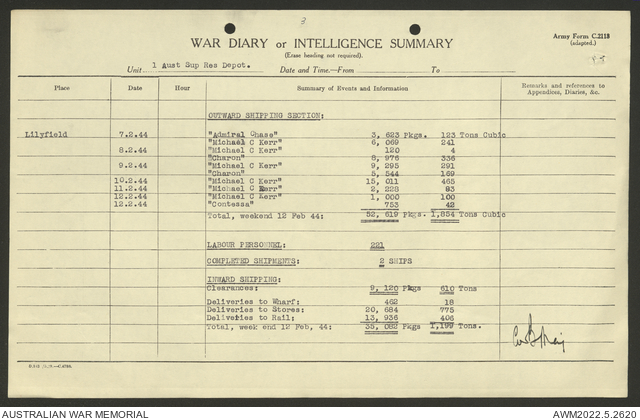 3
Army Form C.2118
(adapted.)
WAR DIARY or INTELLIGENCE SUMMARY
(Erase heading not required).
Unit 1 Aust Sup Res Depot. Date and Time.—From To
Place Date Hour Summary of Events and Information Remarks and references to Appendices, Diaries, &c.
OUTWARD SHIPPING SECTION:
Lilyfield 7.2.44 "Admiral Chase" 3, 623 Pkgs. 123 Tons Cubic
"Michael C Kerr" 6, 069 241
8.2.44 "Michael C Kerr" 120 4
"Charon" 8, 976 336
9.2.44 "Michael C Kerr" 9, 295 291
"Charon" 5, 544 169
10.2.44 "Michael C Kerr" 15, 011 465
11.2.44 "Michael C Kerr" 2, 228 83
12.2.44 "Michael C Kerr" 1, 000 100
12.2.44 "Contessa" 753 42
Total, weekend 12 Feb 44: 52, 619 Pkgs 1,854 Tons Cubic
LABOUR PERSONNEL: 221
COMPLETED SHIPMENTS: 2 SHIPS
INWARD SHIPPING:
Clearances: 9, 120 Pkgs 610 Tons
Deliveries to Wharf: 462 18
Deliveries to Stores: 20, 684 775
Deliveries to Rail: 13, 936 406
Total, week end 12 Feb, 44: 35, 082 Pkgs 1,199 Tons.
AUSTRALIAN WAR MEMORIAL AWM2022.5.2620